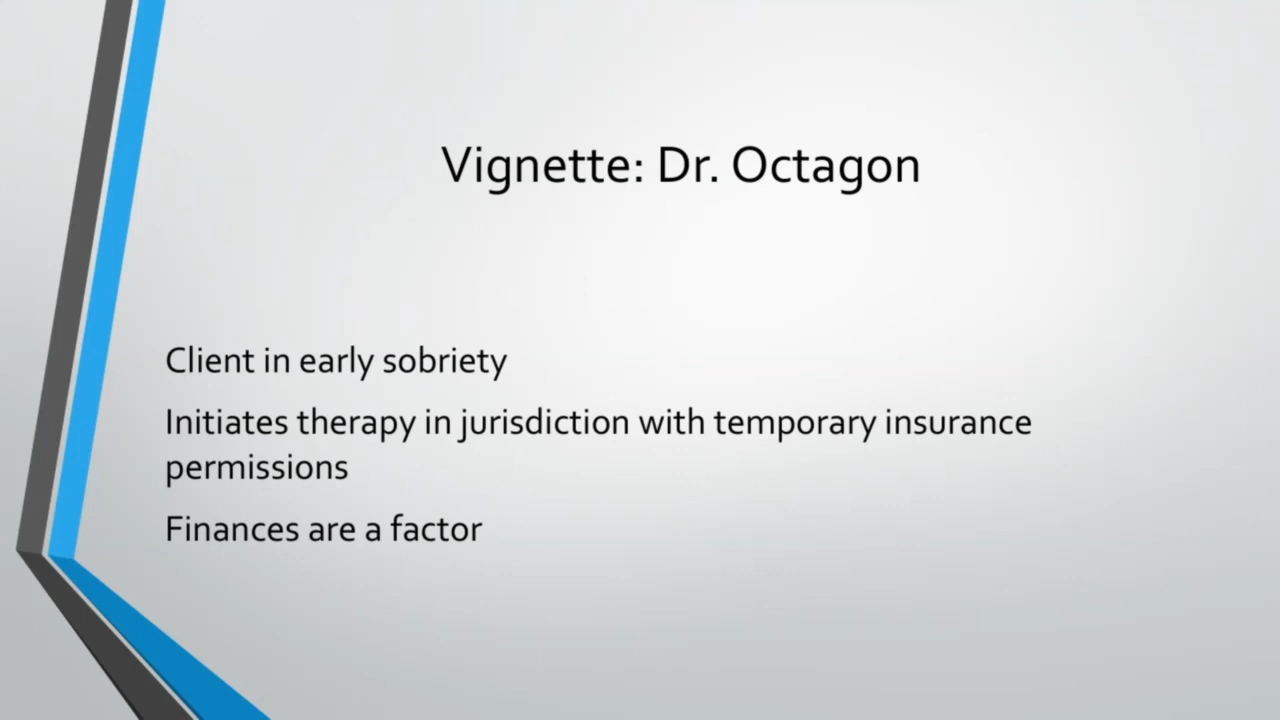 Vignette: Dr. Octagon
Client in early sobriety
Initiates therapy in jurisdiction with temporary insurance
permissions
Finances are a factor